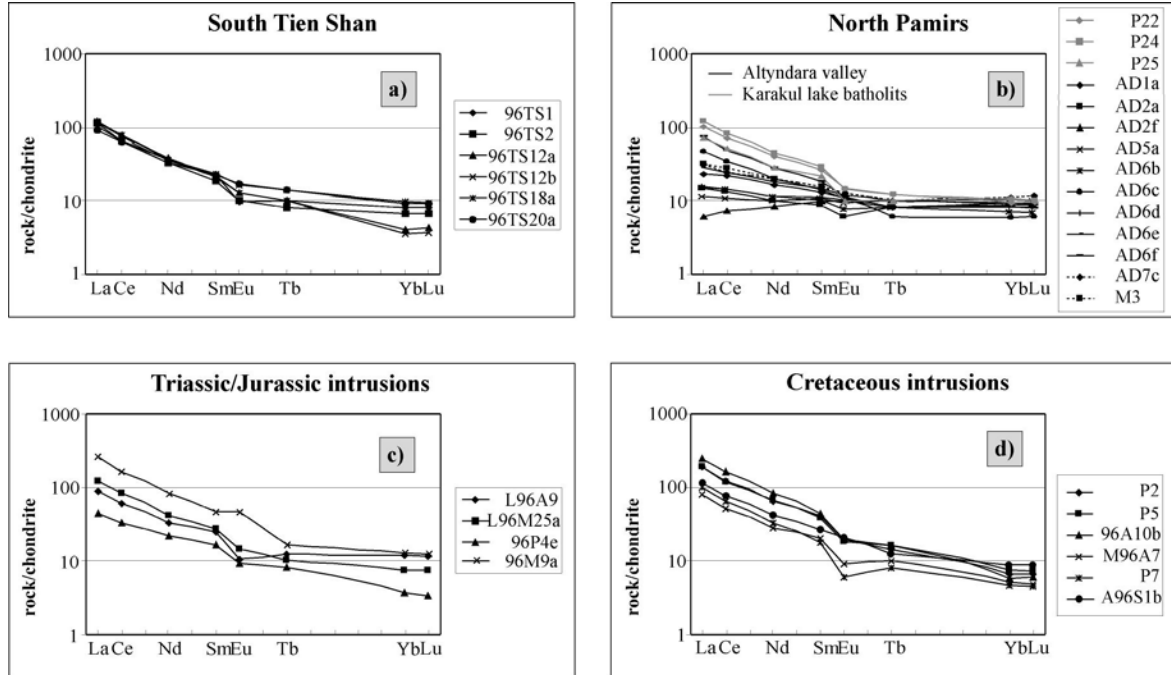 South Tien Shan
1000
100
10
1
rock/chondrite
a)
La Ce Nd Sm Eu Tb Yb Lu
96TS1
96TS2
96TS12a
96TS12b
96TS18a
96TS20a
North Pamirs
1000
100
10
1
rock/chondrite
Altyndara valley
Karakul lake batholits
b)
La Ce Nd Sm Eu Tb Yb Lu
P22
P24
P25
AD1a
AD2a
AD2f
AD5a
AD6b
AD6c
AD6d
AD6e
AD6f
AD7c
M3
Triassic/Jurassic intrusions
1000
100
10
1
rock/chondrite
c)
La Ce Nd Sm Eu Tb Yb Lu
L96A9
L96M25a
96P4e
96M9a
Cretaceous intrusions
1000
100
10
1
rock/chondrite
d)
La Ce Nd Sm Eu Tb Yb Lu
P2
P5
96A10b
M96A7
P7
A96S1b